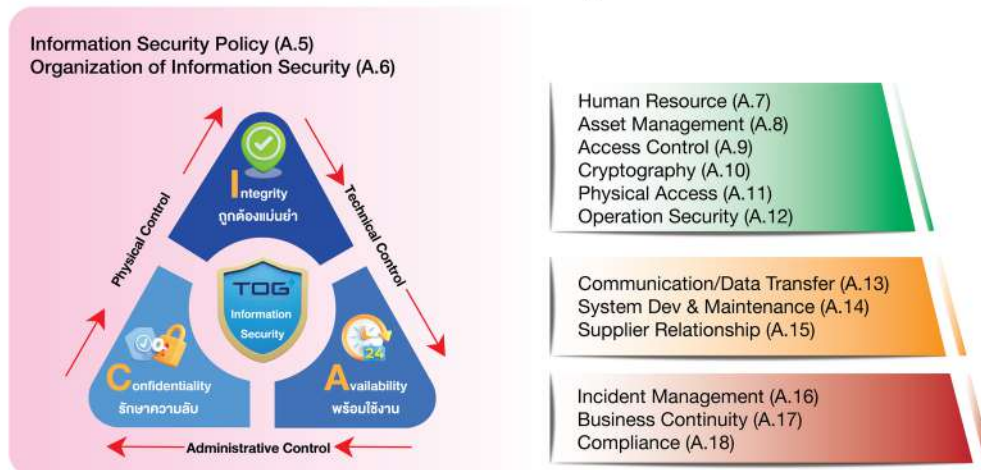 Information Security Policy (A.5)
Organization of Information Security (A.6)
Physical Control
Technical Control
Integrity
ถูกต้องแม่นยำ
TOG
Information
Security
24
Confidentiality
รักษาความลับ
Availability
พร้อมใช้งาน
Administrative Control
Human Resource (A.7)
Asset Management (A.8)
Access Control (A.9)
Cryptography (A.10)
Physical Access (A.11)
Operation Security (A.12)
Communication/Data Transfer (A.13)
System Dev & Maintenance (A.14)
Supplier Relationship (A.15)
Incident Management (A.16)
Business Continuity (A.17)
Compliance (A.18)